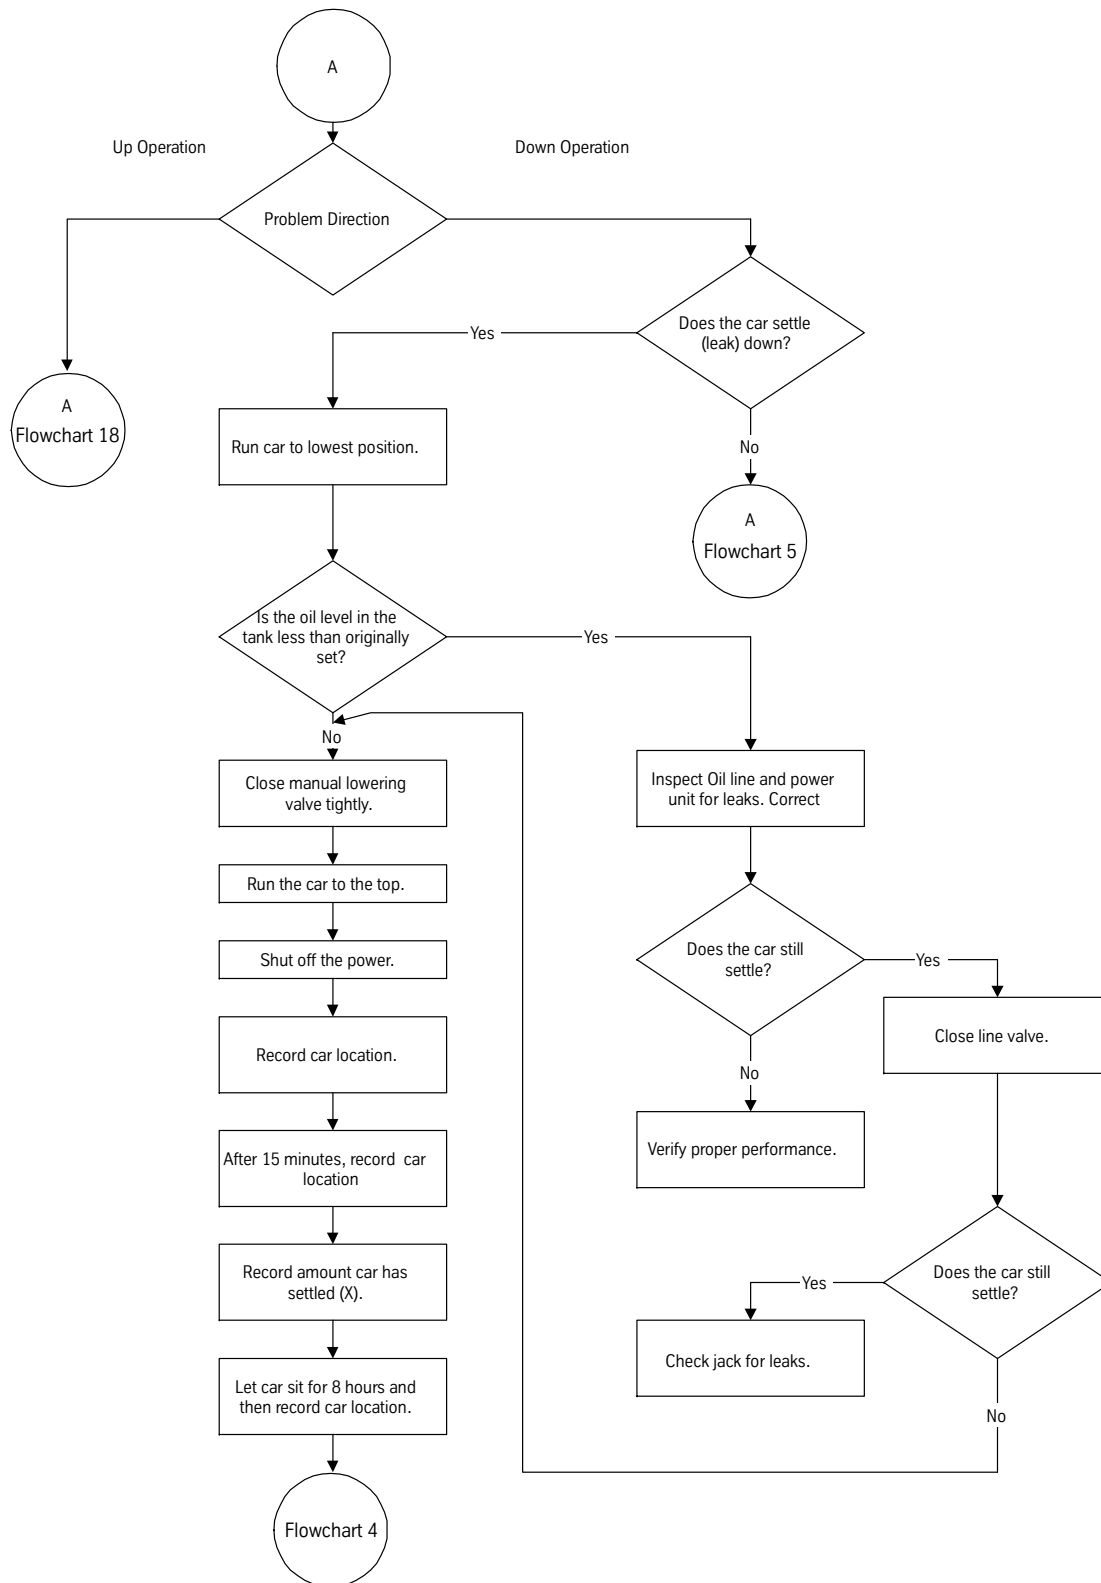 A
Up Operation
Down Operation
Problem Direction
Does the car settle
(leak) down?
Yes
No
A
Flowchart 18
Run car to lowest position.
A
Flowchart 5
Is the oil level in the
tank less than originally
set?
Yes
No
Close manual lowering
valve tightly.
Inspect Oil line and power
unit for leaks. Correct
Run the car to the top.
Shut off the power.
Does the car still
settle?
Yes
No
Close line valve.
Record car location.
Verify proper performance.
After 15 minutes, record car
location
Record amount car has
settled (X).
Does the car still
settle?
Yes
No
Check jack for leaks.
Let car sit for 8 hours and
then record car location.
Flowchart 4